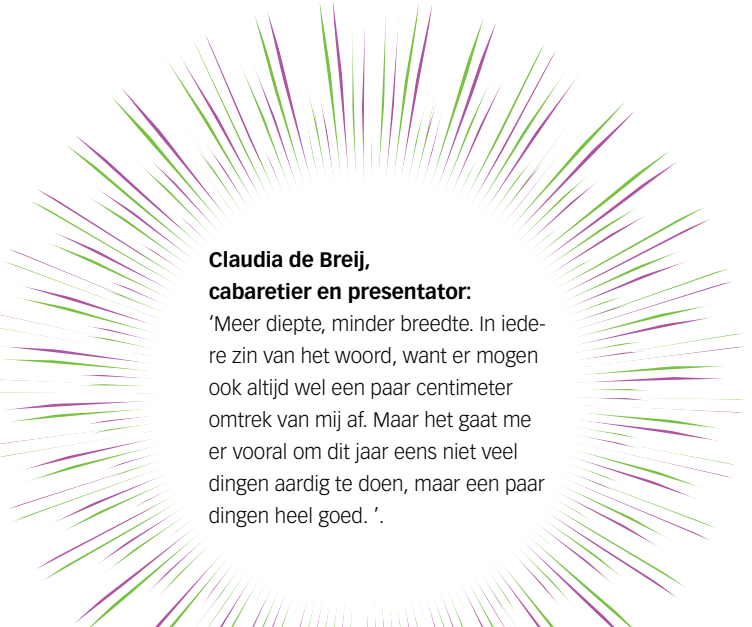 Claudia de Breij,
cabaretier en presentator:
‘Meer diepte, minder breedte. In iede-
re zin van het woord, want er mogen
ook altijd wel een paar centimeter
omtrek van mij af. Maar het gaat me
er vooral om dit jaar eens niet veel
dingen aardig te doen, maar een paar
dingen heel goed. ’.